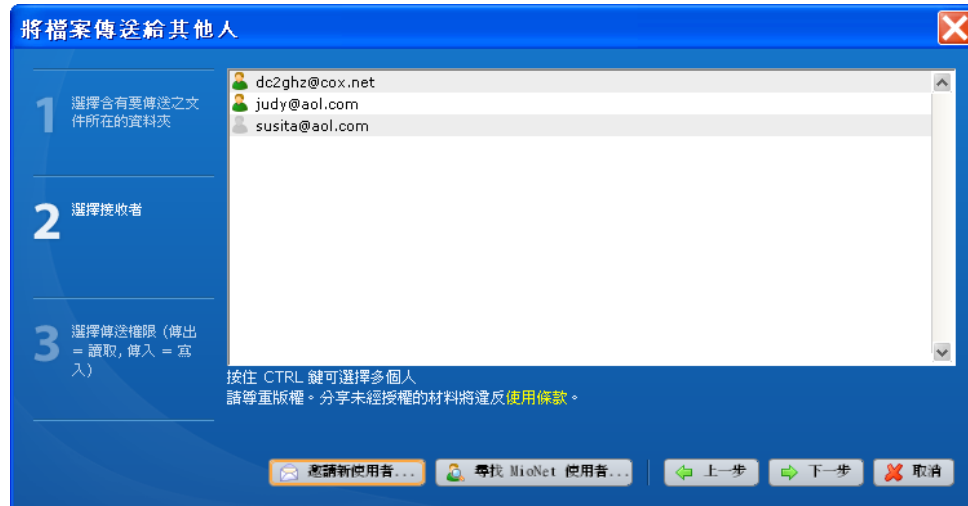 將檔案傳送給其他人
1
選擇含有要傳送之文
件所在的資料夾
2
選擇接收者
3
選擇傳送權限 (傳出
= 讀取, 傳入 = 寫
入)
dc2ghz@cox.net
judy@aol.com
susita@aol.com
按住 CTRL 鍵可選擇多個人
請尊重版權。分享未經授權的材料將違反使用條款。
邀請新使用者...
尋找 MioNet 使用者...
上一步
下一步
取消